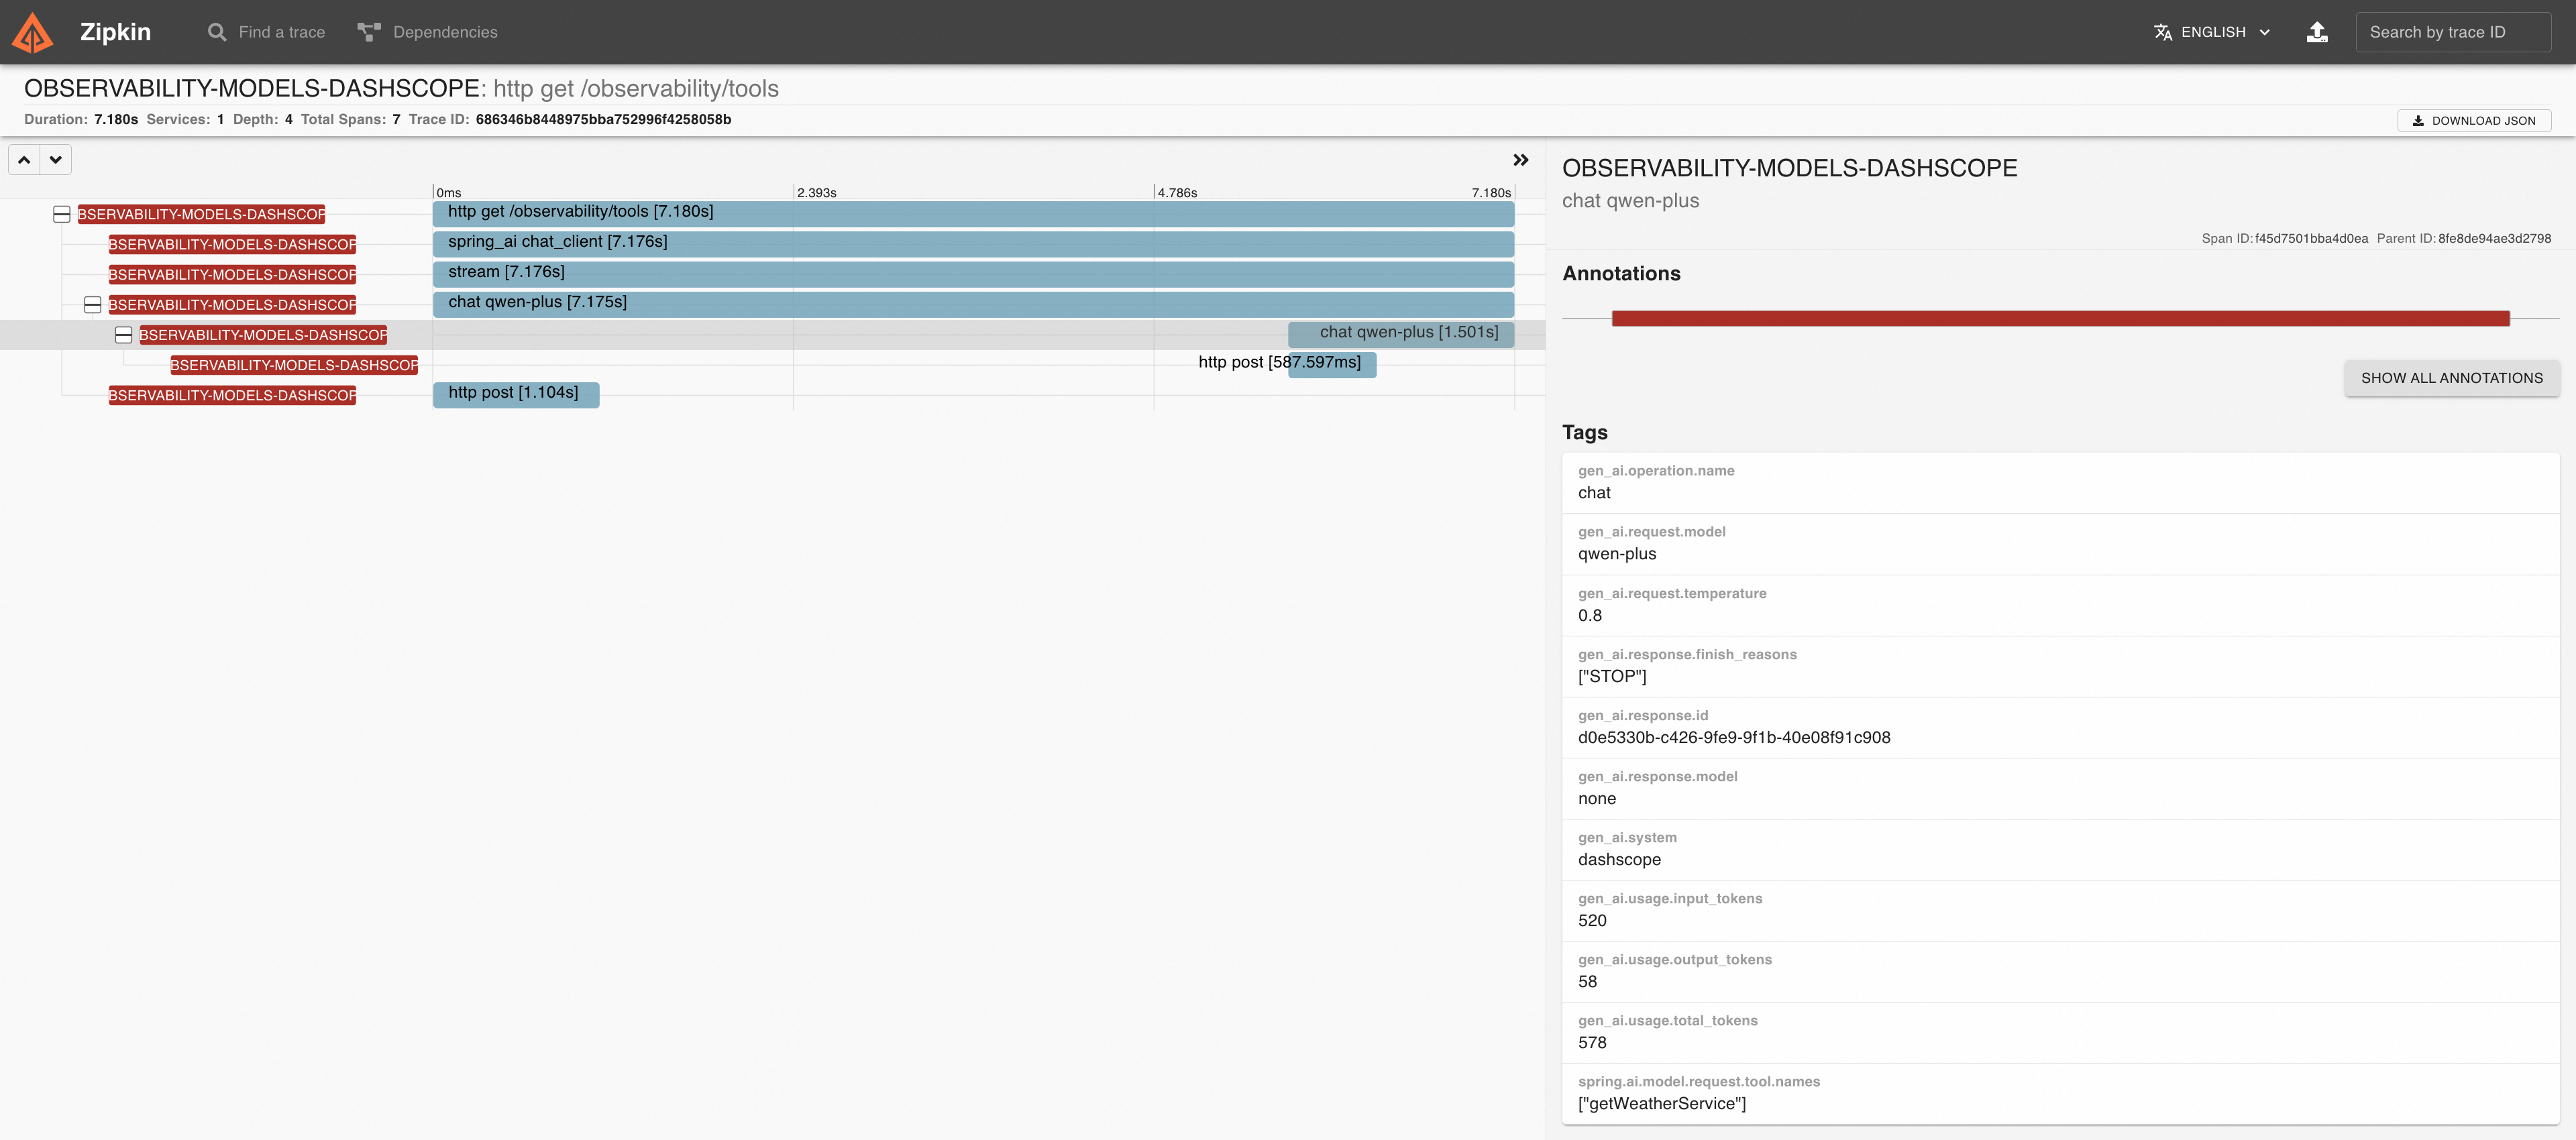 Zipkin
Find a trace
Dependencies
ENGLISH
Search by trace ID
OBSERVABILITY-MODELS-DASHSCOPE: http get /observability/tools
Duration: 7.180s Services: 1 Depth: 4 Total Spans: 7 Trace ID: 686346b8448975bba752996f4258058b
DOWNLOAD JSON
0ms
2.393s
4.786s
7.180s
BSERVABILITY-MODELS-DASHSCOP
http get /observability/tools [7.180s]
BSERVABILITY-MODELS-DASHSCOP
spring_ai chat_client [7.176s]
BSERVABILITY-MODELS-DASHSCOP
stream [7.176s]
BSERVABILITY-MODELS-DASHSCOP
chat qwen-plus [7.175s]
BSERVABILITY-MODELS-DASHSCOP
chat qwen-plus [1.501s]
BSERVABILITY-MODELS-DASHSCOP
http post [587.597ms]
BSERVABILITY-MODELS-DASHSCOP
http post [1.104s]
OBSERVABILITY-MODELS-DASHSCOPE
chat qwen-plus
Span ID: f45d7501bba4d0ea Parent ID: 8fe8de94ae3d2798
Annotations
SHOW ALL ANNOTATIONS
Tags
gen_ai.operation.name
chat
gen_ai.request.model
qwen-plus
gen_ai.request.temperature
0.8
gen_ai.response.finish_reasons
["STOP"]
gen_ai.response.id
d0e5330b-c426-9fe9-9f1b-40e08f91c908
gen_ai.response.model
none
gen_ai.system
dashscope
gen_ai.usage.input_tokens
520
gen_ai.usage.output_tokens
58
gen_ai.usage.total_tokens
578
spring.ai.model.request.tool.names
["getWeatherService"]